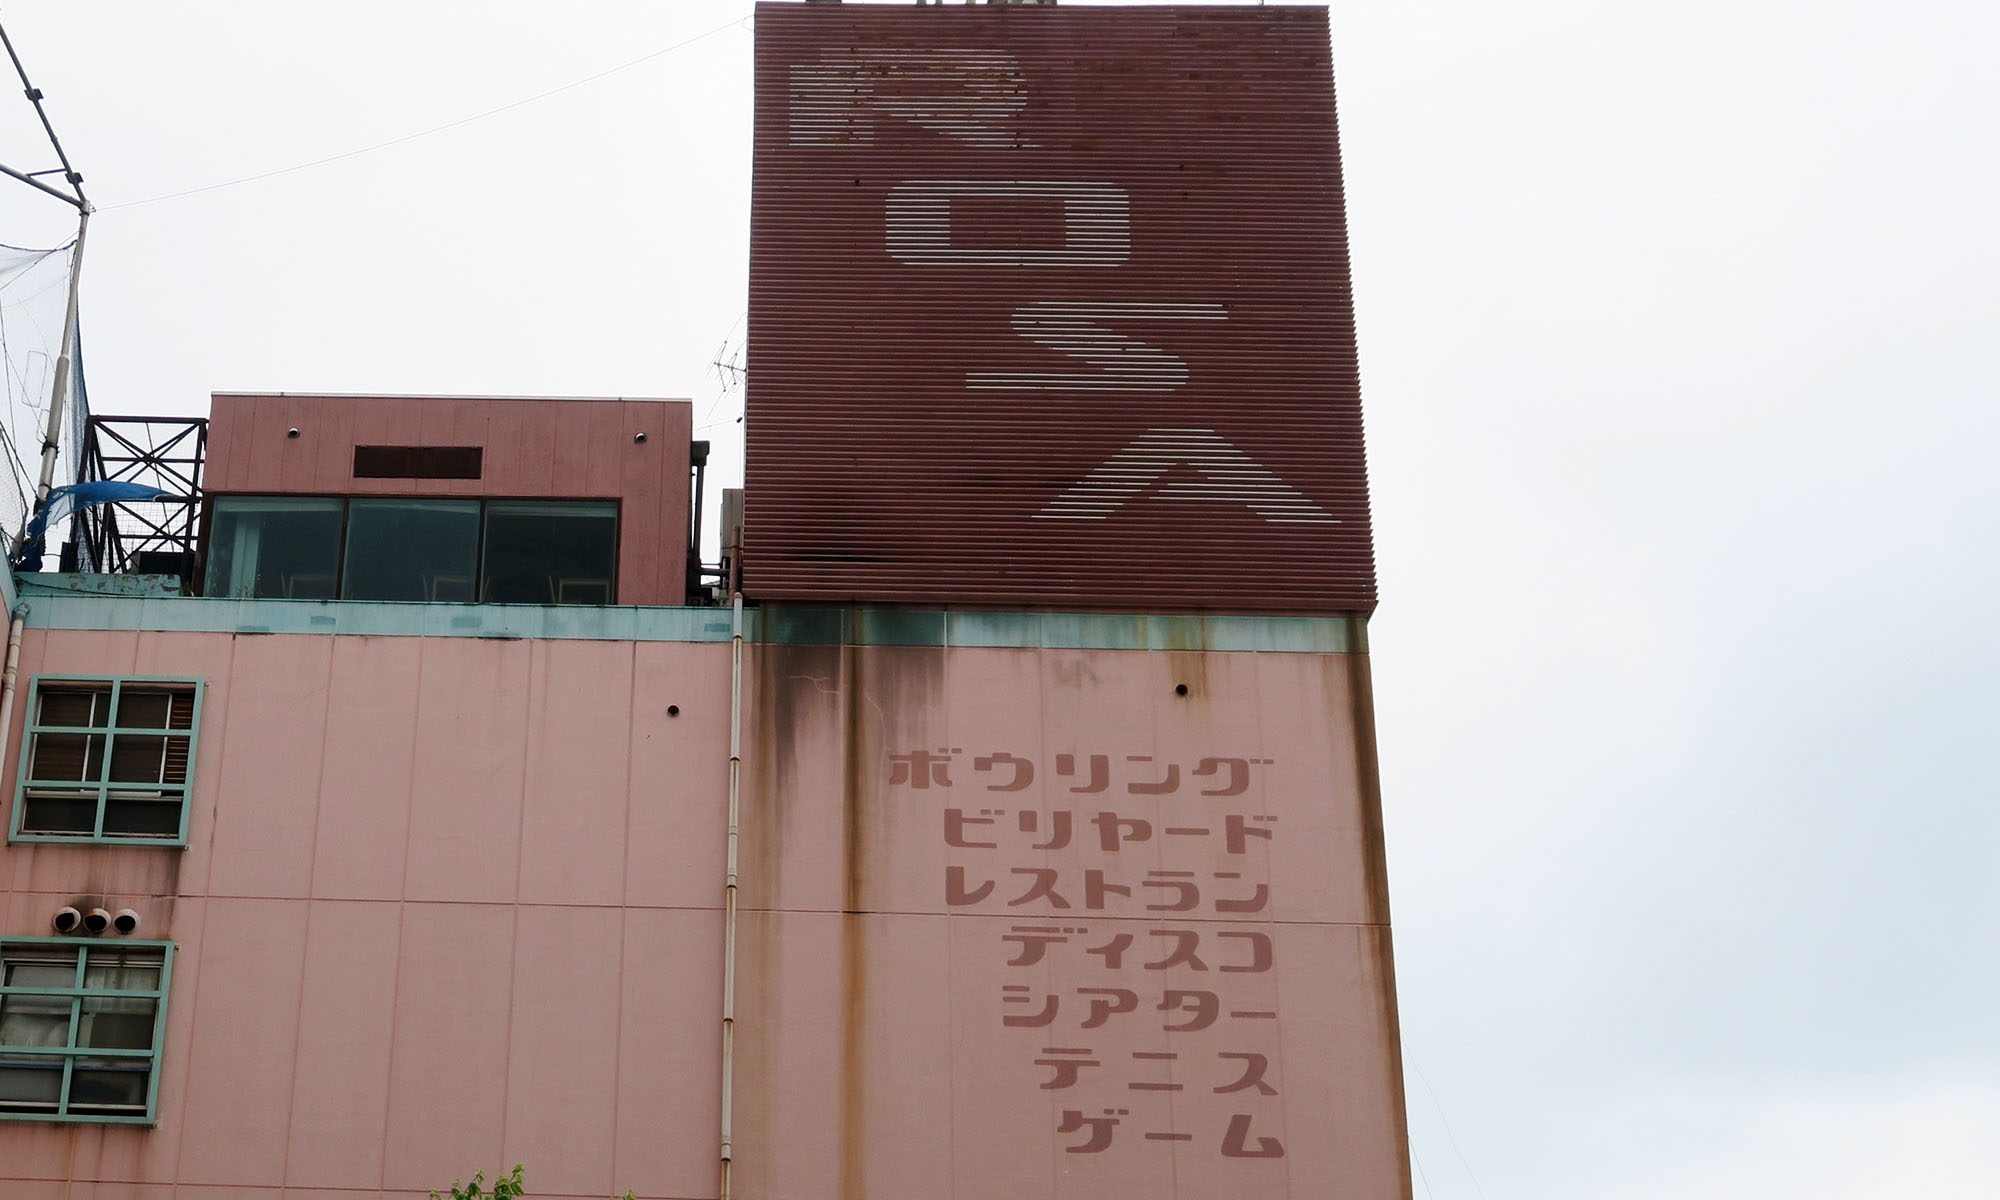 ROSA
ボウリング
ビリヤード
レストラン
ディスコ
シアター
テニス
ゲーム